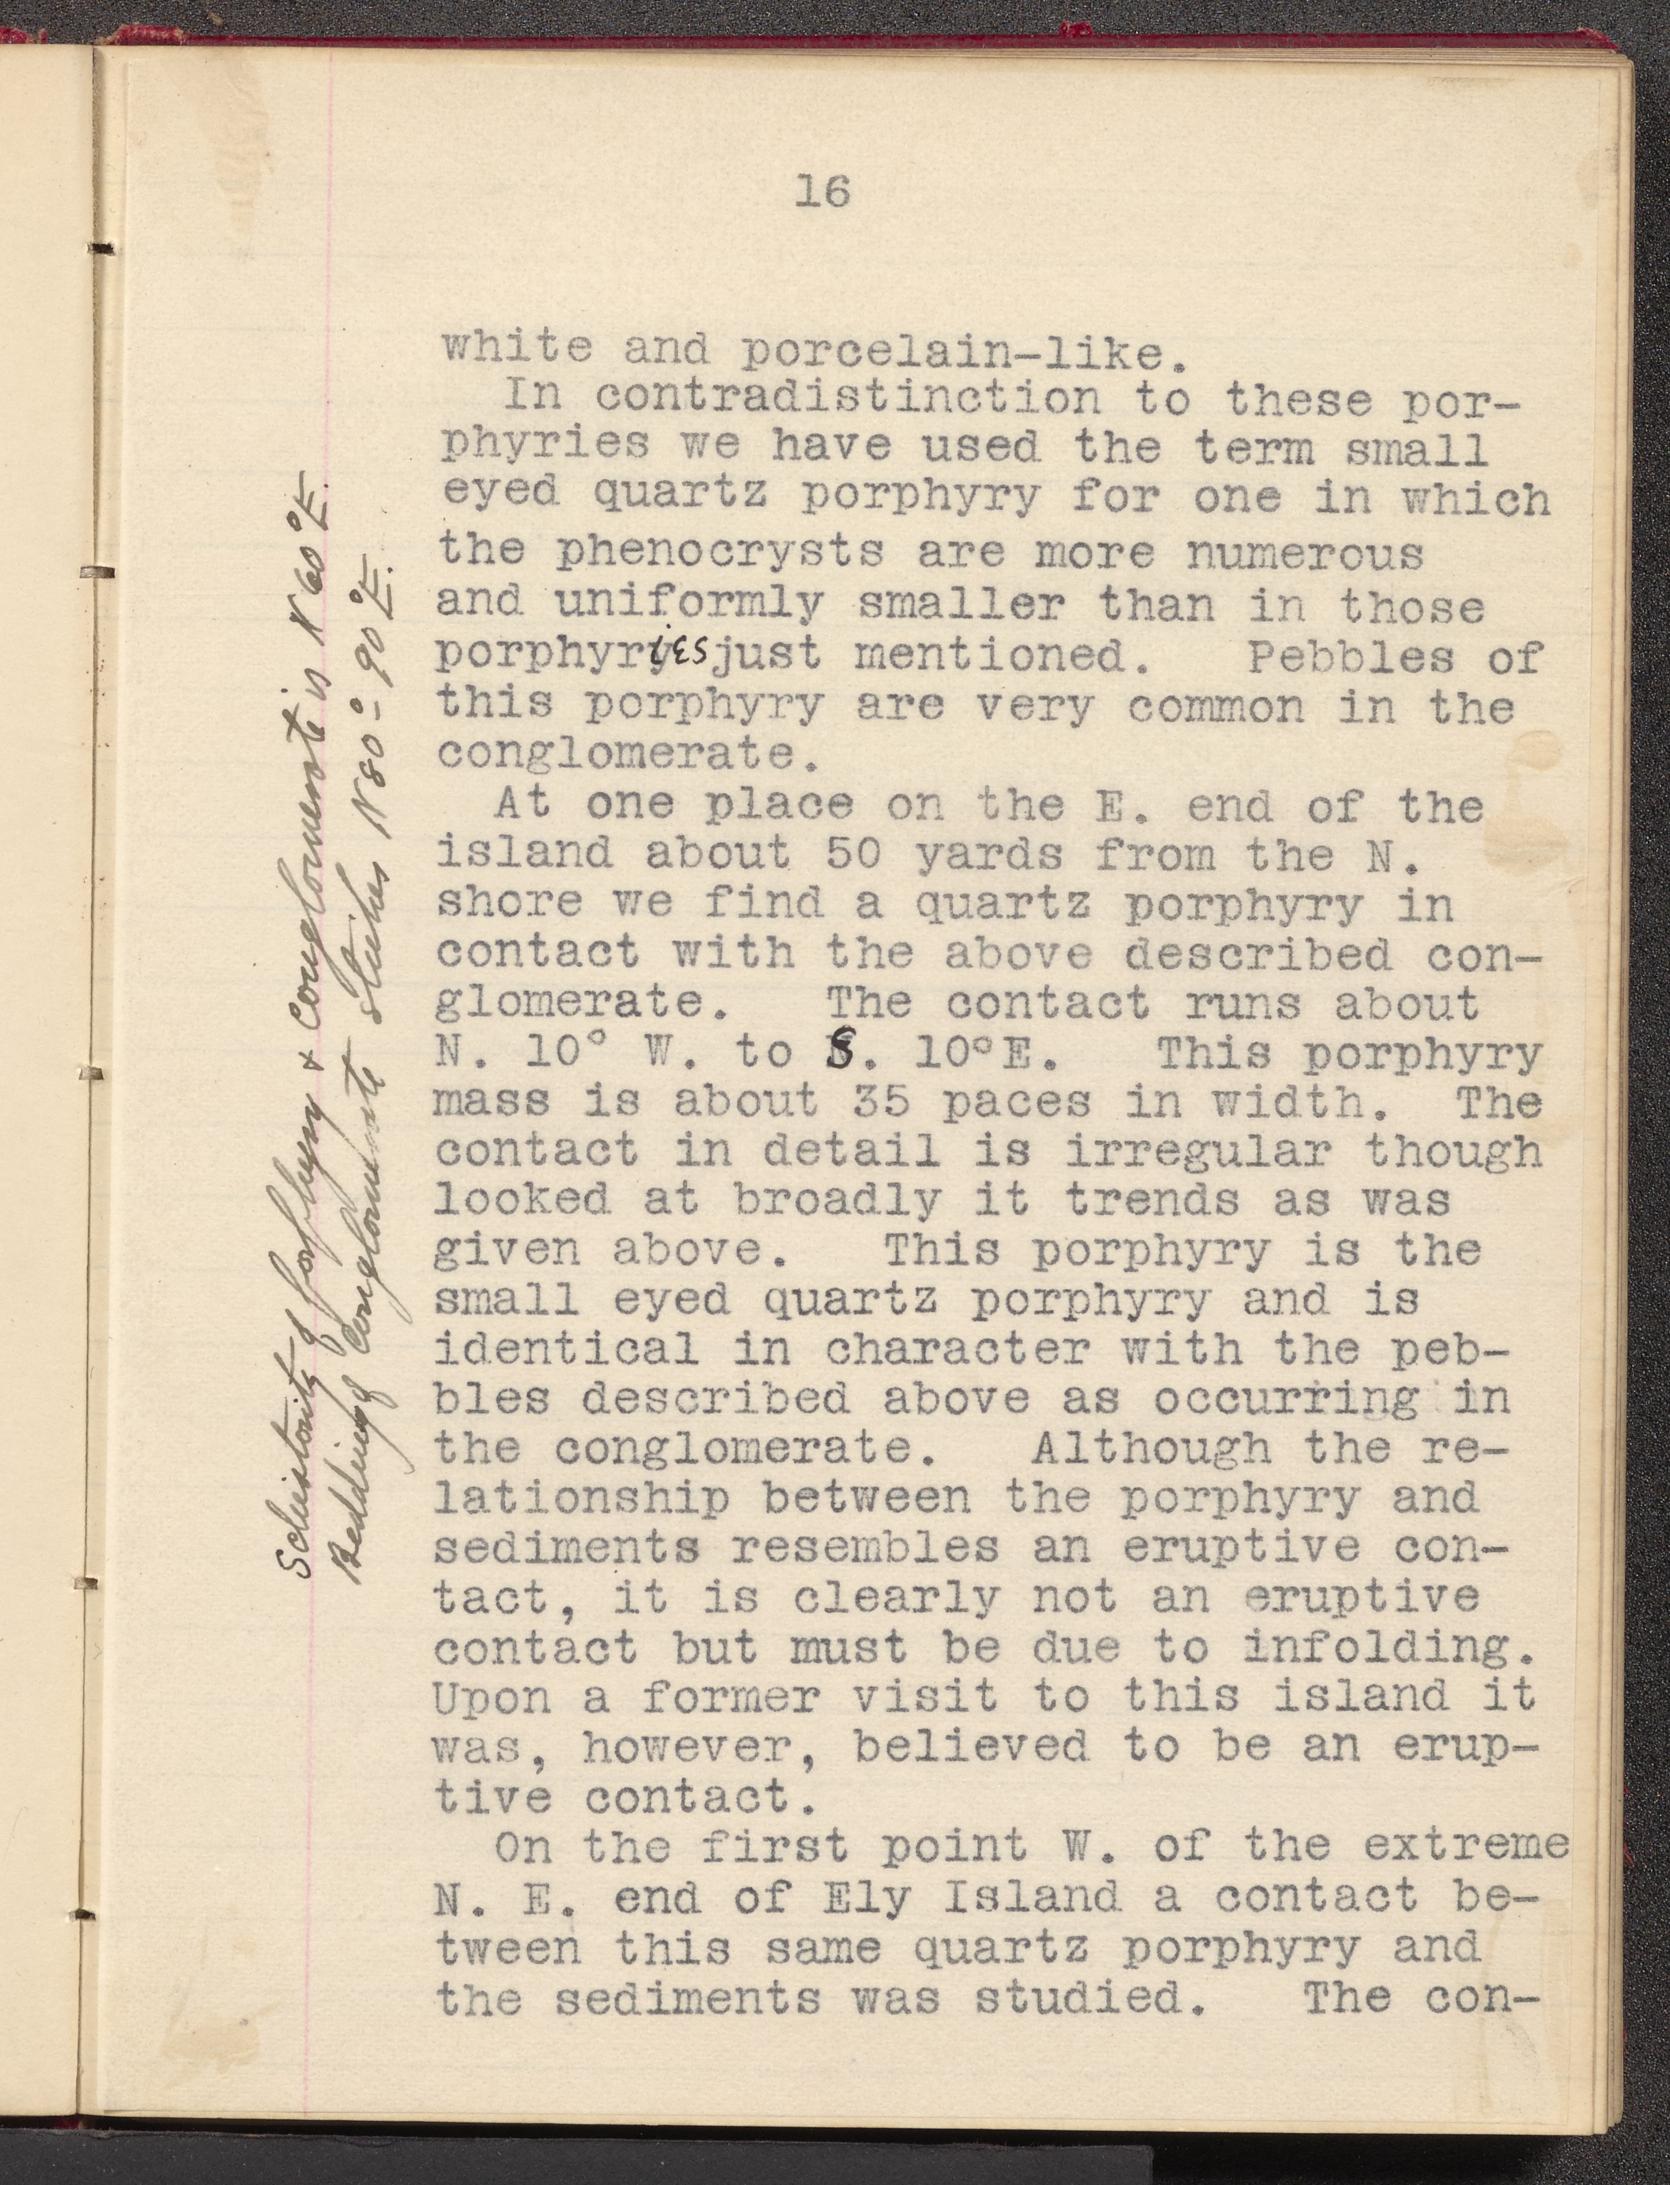 16
white and porcelain-like.
In contradistinction to these por-
phyries we have used the term small
eyed quartz porphyry for one in which
the phenocrysts are more numerous
and uniformly smaller than in those
porphyries just mentioned. Pebbles of
this porphyry are very common in the
conglomerate.
At one place on the E. end of the
island about 50 yards from the N.
shore we find a quartz porphyry in
contact with the above described con-
glomerate. The contact runs about
N. 10° W. to S. 10° E. This porphyry
mass is about 35 paces in width. The
contact in detail is irregular though
looked at broadly it trends as was
given above. This porphyry is the
small eyed quartz porphyry and is
identical in character with the peb-
bles described above as occurring in
the conglomerate. Although the re-
lationship between the porphyry and
sediments resembles an eruptive con-
tact, it is clearly not an eruptive
contact but must be due to infolding.
Upon a former visit to this island it
was, however, believed to be an erup-
tive contact.
On the first point W. of the extreme
N. E. end of Ely Island a contact be-
tween this same quartz porphyry and
the sediments was studied. The con-
Schistosity of porphyry & conglomerate is N 60° E.
Bedding of conglomerate strikes N 80°- 90° E.